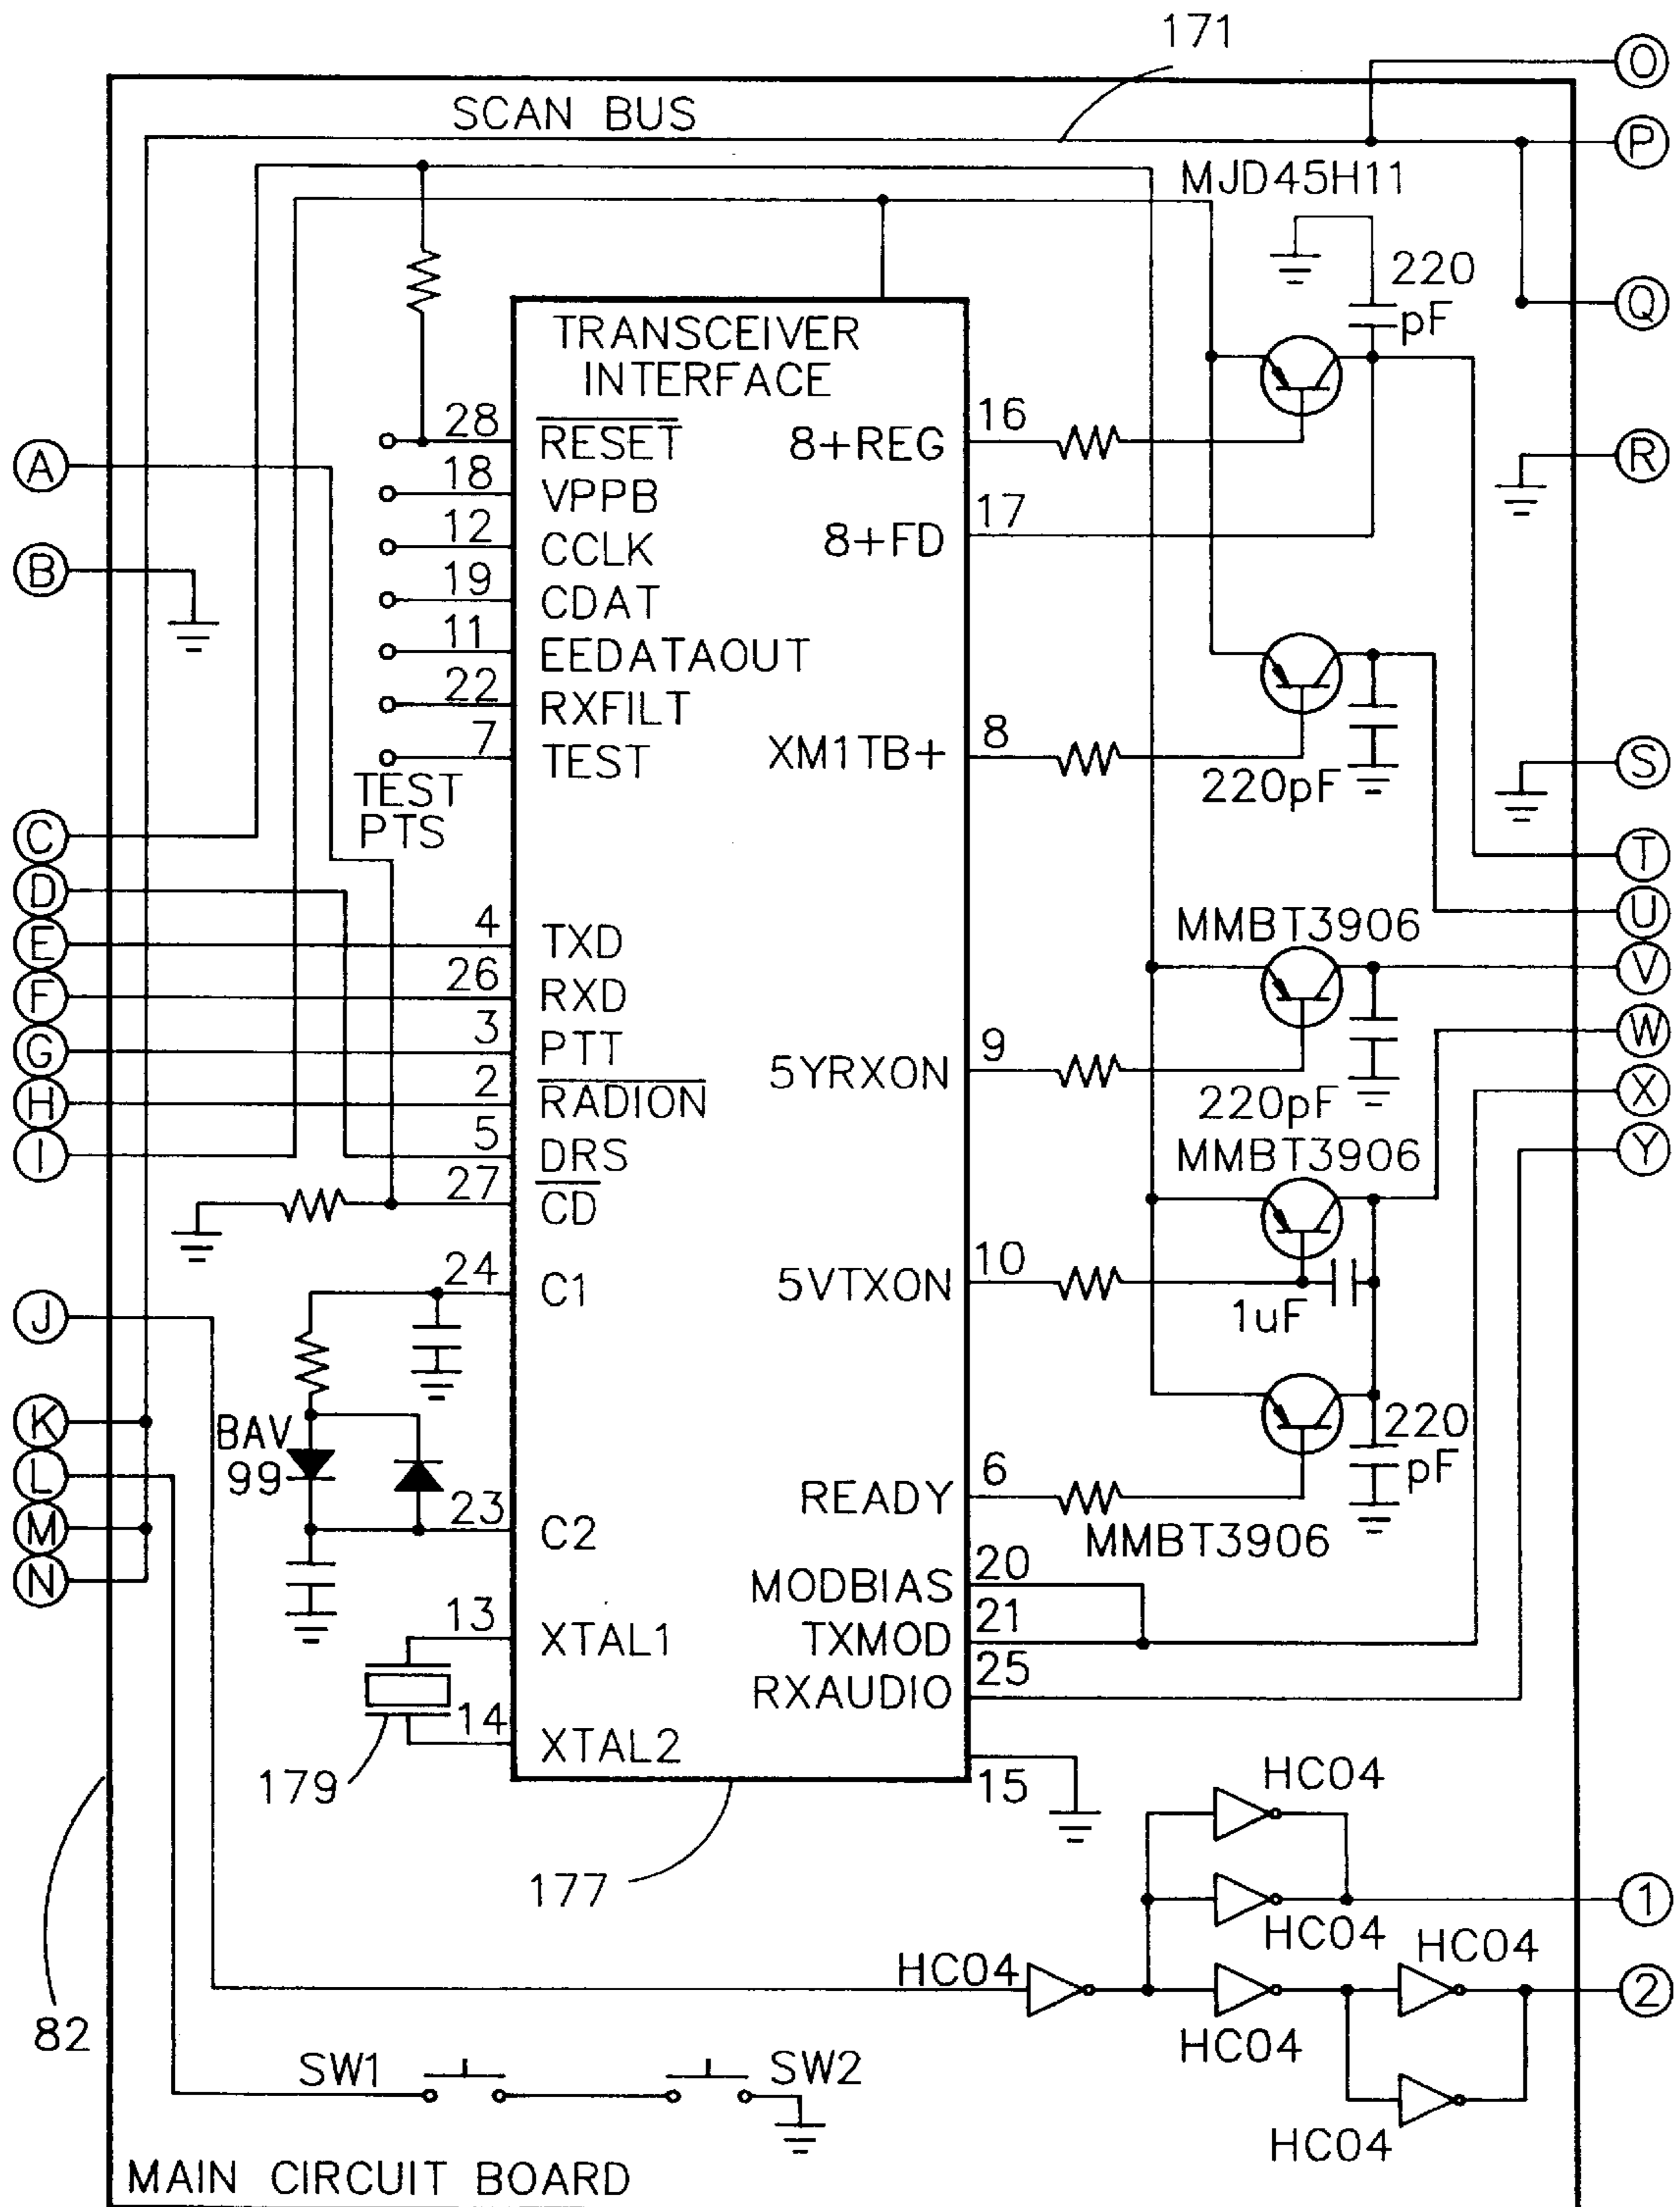 171
O
SCAN BUS
P
MJD45H11
220
pF
Q
TRANSCEIVER
INTERFACE
28
RESET
8+REG
16
R
A
18
VPPB
12
CCLK
8+FD
17
B
19
CDAT
11
EEDATAOUT
22
RXFILT
7
TEST
XM1TB+
8
S
TEST
PTS
220pF
C
T
D
U
4
TXD
MMBT3906
E
V
26
RXD
F
W
3
PTT
5YRXON
9
G
2
RADION
220pF
X
H
5
DRS
MMBT3906
Y
I
27
CD
24
C1
5VTXON
10
1uF
J
K
BAV
99
220
pF
L
READY
6
M
23
C2
MMBT3906
N
MODBIAS
20
13
XTAL1
TXMOD
21
RXAUDIO
25
14
XTAL2
179
15
HC04
177
1
HC04
HC04
HC04
2
82
HC04
SW1
SW2
HC04
MAIN CIRCUIT BOARD